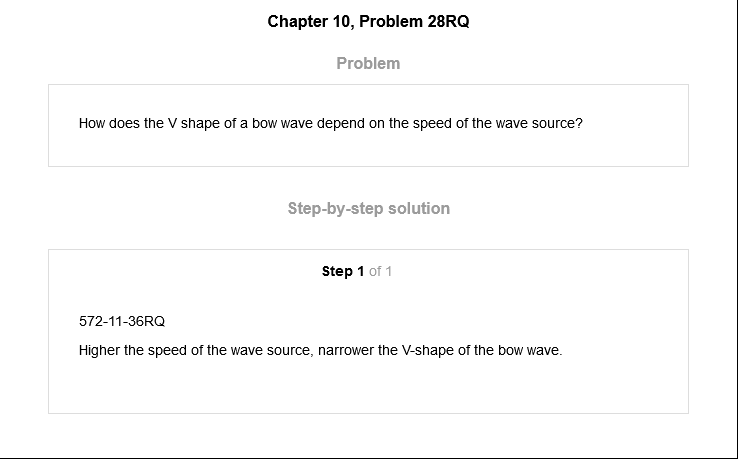 Chapter 10, Problem 28RQ
Problem
How does the V shape of a bow wave depend on the speed of the wave source?
Step-by-step solution
Step 1 of 1
572-11-36RQ
Higher the speed of the wave source, narrower the V-shape of the bow wave.